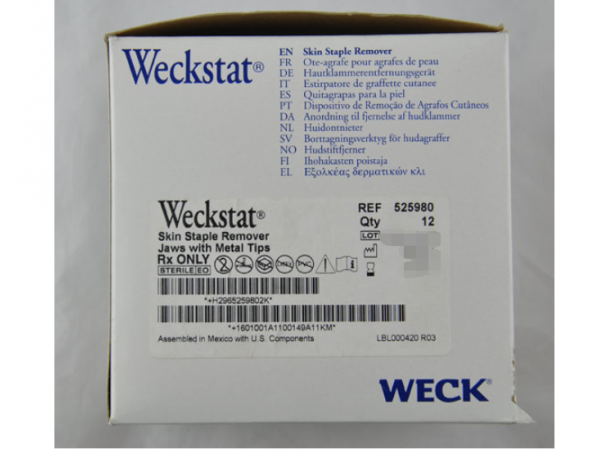 Weckstat®
EN Skin Staple Remover
FR Ote-agrafe pour agrafes de peau
DE Hautklammerentfernungsgerät
IT Estirpatore de graffette cutanee
ES Quitagrapas para la piel
PT Dispositivo de Remoção de Agrafos Cutâneos
DA Anordning til fjernelse af hudklammer
NL Huidontnieter
SV Borttagningsverktyg för hudagraffer
NO Hudstiftfjerner
FI Ihohakasten poistaja
EL Εξολκέας δερματικών κλι
Weckstat®
Skin Staple Remover
Jaws with Metal Tips
Rx ONLY
STERILE EO
REF 525980
Qty 12
LOT
*+H2965259802K*
*+1601001A1100149A11KM*
Assembled in Mexico with U.S. Components
LBL000420 R03
WECK®